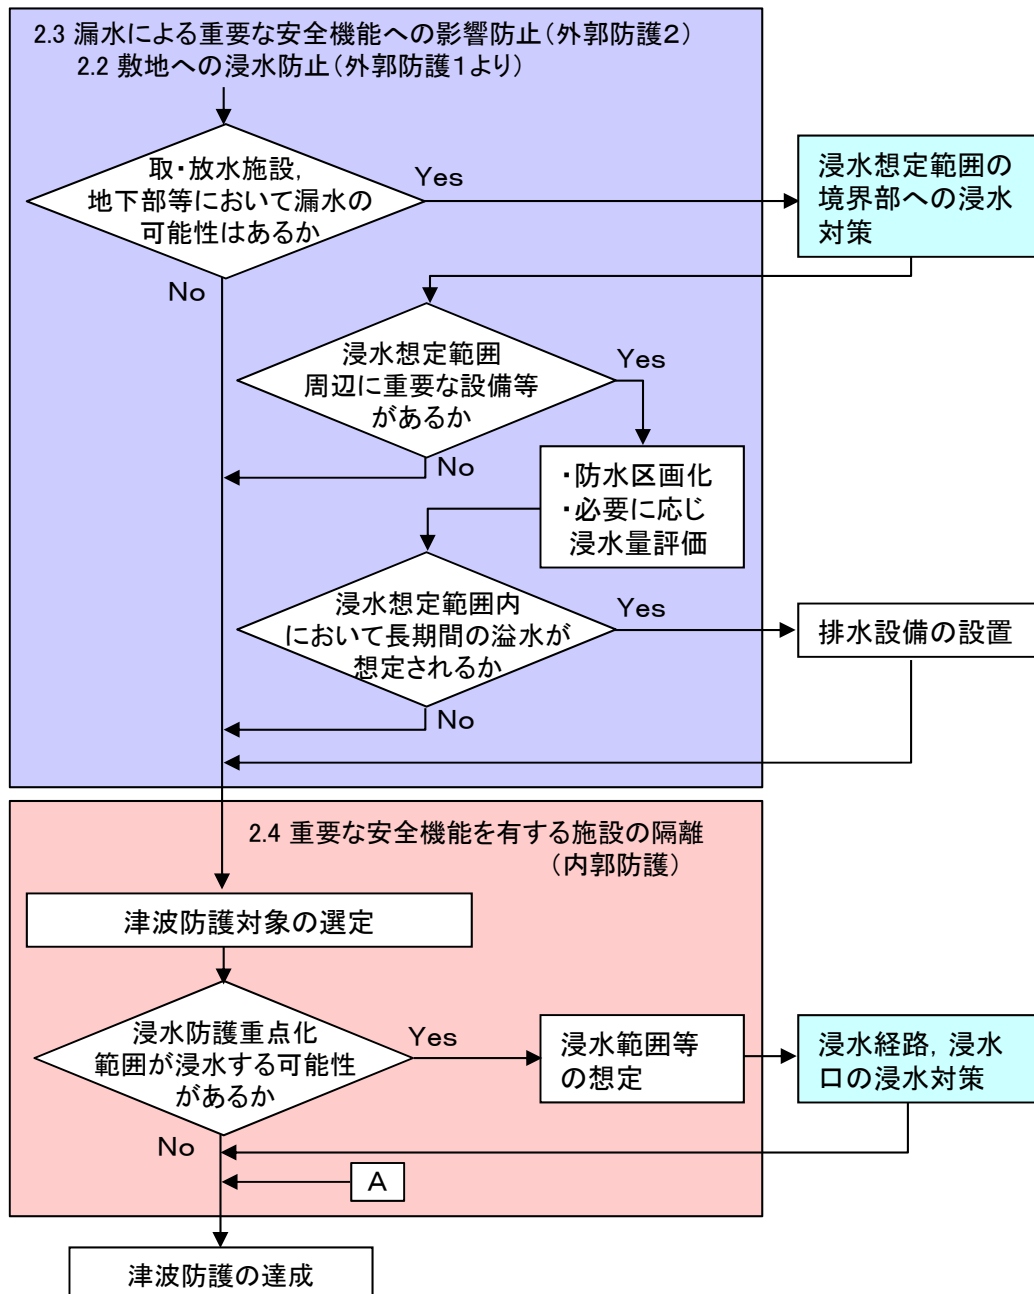 2.3 漏水による重要な安全機能への影響防止（外郭防護２）
2.2 敷地への浸水防止（外郭防護１より）
取・放水施設，
地下部等において漏水の
可能性はあるか
Yes
No
浸水想定範囲の
境界部への浸水
対策
浸水想定範囲
周辺に重要な設備等
があるか
Yes
No
・防水区画化
・必要に応じ
浸水量評価
浸水想定範囲内
において長期間の溢水が
想定されるか
Yes
No
排水設備の設置
2.4 重要な安全機能を有する施設の隔離
（内郭防護）
津波防護対象の選定
浸水防護重点化
範囲が浸水する可能性
があるか
Yes
No
浸水範囲等
の想定
浸水経路，浸水
口の浸水対策
A
津波防護の達成